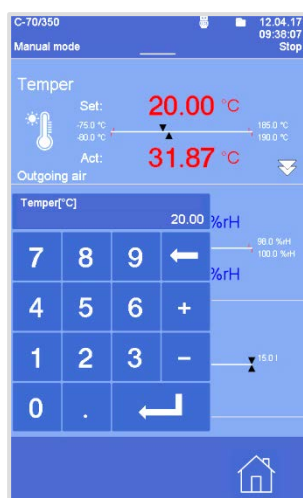 C-70/350
12.04.17
09:38:07
Manual mode
Stop
Temper
Set: 20.00 °C
-75.0 °C
-80.0 °C
185.0 °C
190.0 °C
Act: 31.87 °C
Outgoing air
Temper[°C]
20.00
%rH
7 8 9
98.0 %rH
100.0 %rH
%rH
4 5 6 +
1 2 3 -
15.0 l
0 .